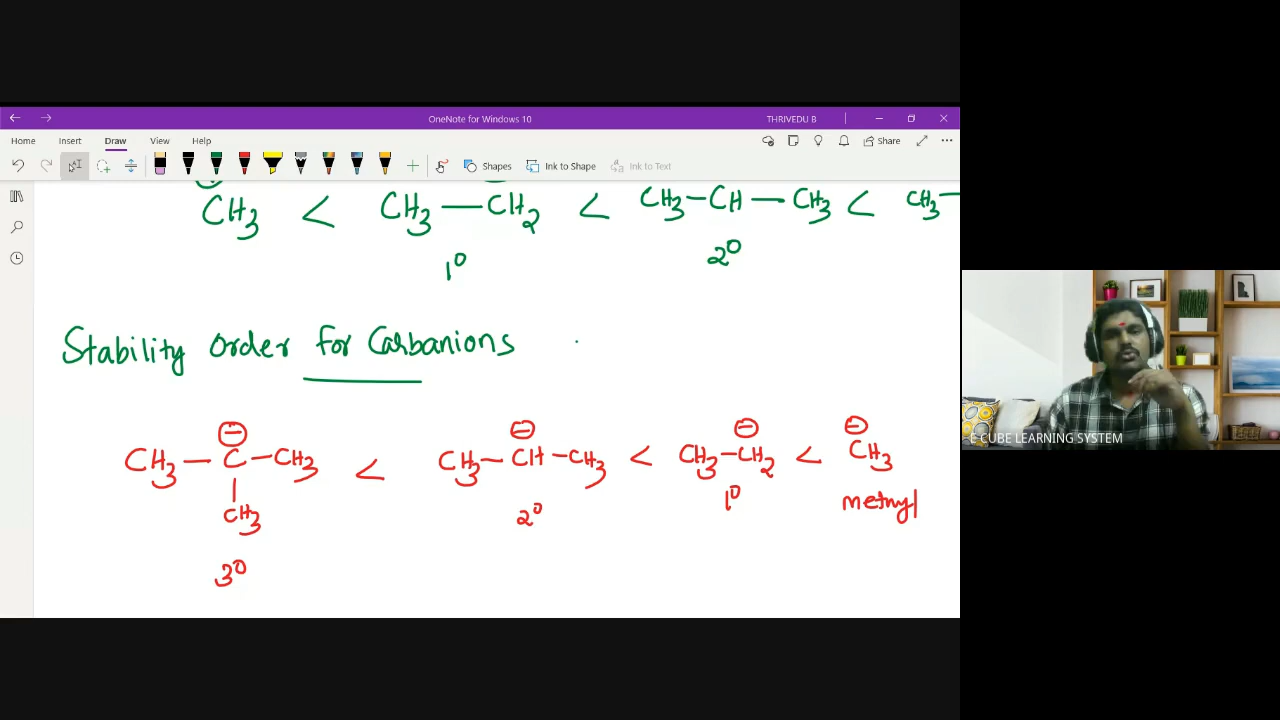 OneNote for Windows 10
THRIVEDU B
Home Insert Draw View Help
Share
Shapes Ink to Shape Ink to Text
CH3 < CH3—CH2 < CH3—CH—CH3 < CH3—
1° 2°
Stability Order for Carbanions
⊖ ⊖ ⊖ ⊖
CH3—C—CH3 < CH3—CH—CH3 < CH3—CH2 < CH3
CH3 2° 1° methyl
3°
E CUBE LEARNING SYSTEM